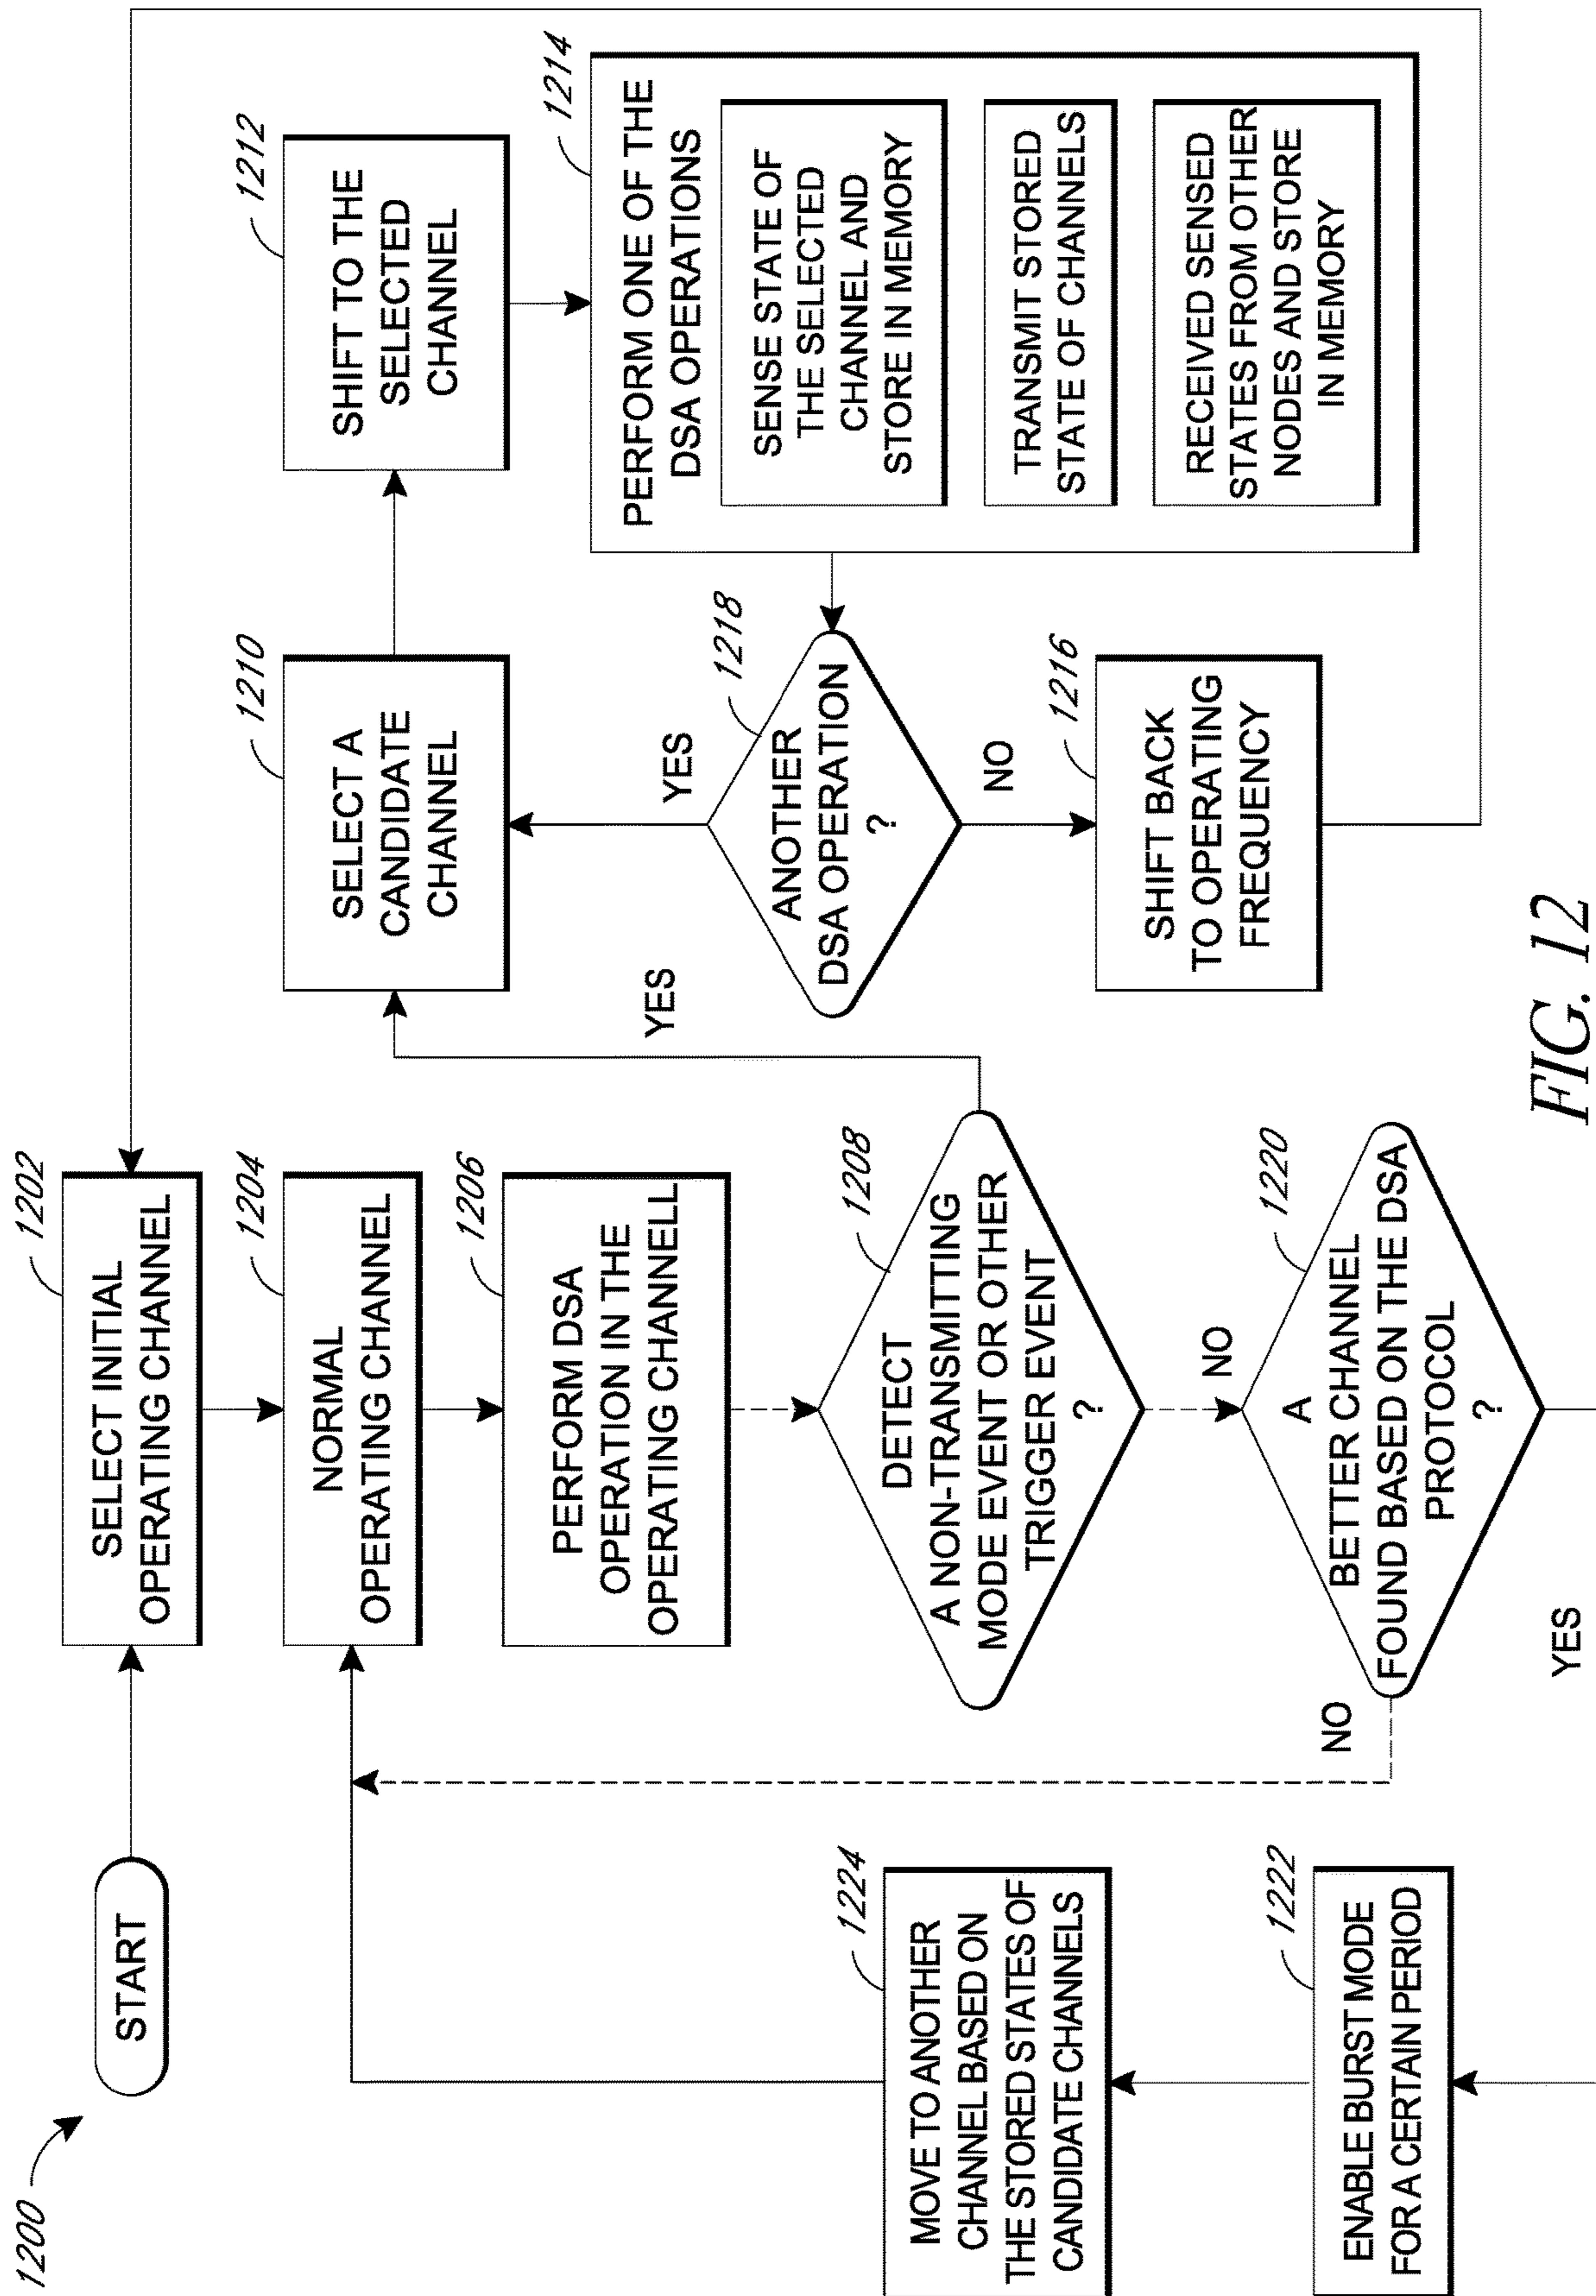 1200
START
1202
SELECT INITIAL
OPERATING CHANNEL
1204
NORMAL
OPERATING CHANNEL
1206
PERFORM DSA
OPERATION IN THE
OPERATING CHANNELL
1208
DETECT
A NON-TRANSMITTING
MODE EVENT OR OTHER
TRIGGER EVENT
?
YES
NO
1220
A
BETTER CHANNEL
FOUND BASED ON THE DSA
PROTOCOL
?
NO
YES
1222
ENABLE BURST MODE
FOR A CERTAIN PERIOD
1224
MOVE TO ANOTHER
CHANNEL BASED ON
THE STORED STATES OF
CANDIDATE CHANNELS
1210
SELECT A
CANDIDATE
CHANNEL
1212
SHIFT TO THE
SELECTED
CHANNEL
1214
PERFORM ONE OF THE
DSA OPERATIONS
SENSE STATE OF
THE SELECTED
CHANNEL AND
STORE IN MEMORY
TRANSMIT STORED
STATE OF CHANNELS
RECEIVED SENSED
STATES FROM OTHER
NODES AND STORE
IN MEMORY
1218
ANOTHER
DSA OPERATION
?
YES
NO
1216
SHIFT BACK
TO OPERATING
FREQUENCY
FIG. 12